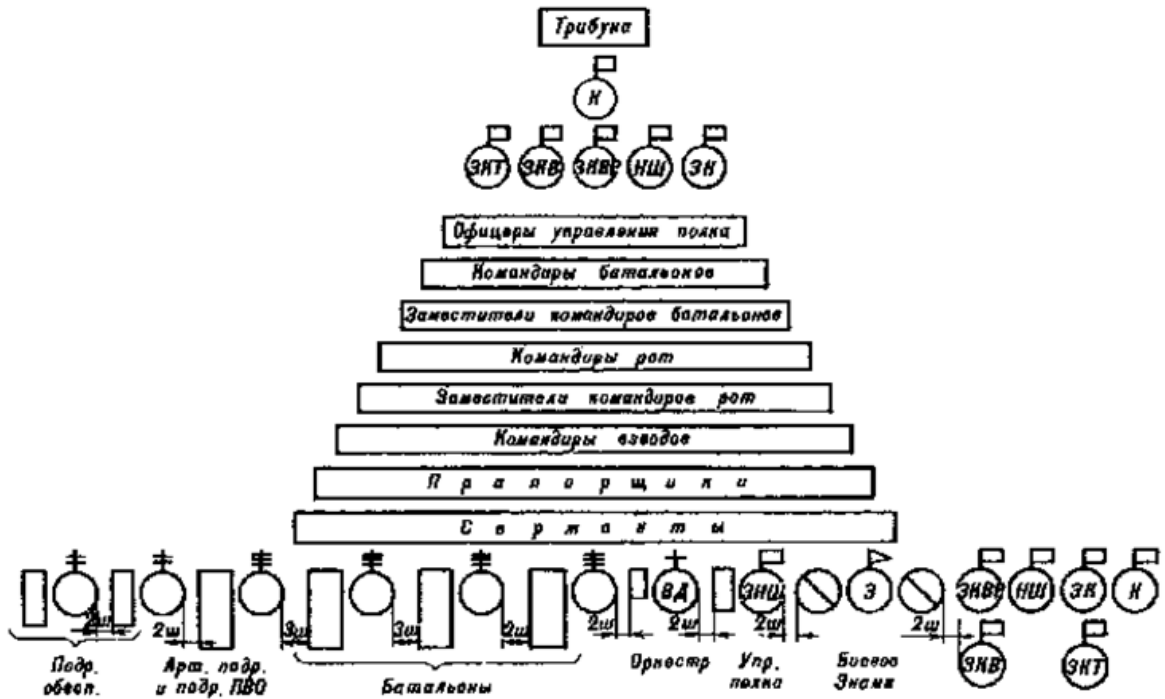 Трибуна
К
ЗКТ ЗКВ ЗКВР НШ ЗК
Офицеры управления полка
Командиры батальонов
Заместители командиров батальонов
Командиры рот
Заместители командиров рот
Командиры взводов
Прапорщики
Сержанты
ВД ЗНШ З ЗКВР НШ ЗК К
2ш 2ш 3ш 3ш 2ш 2ш 2ш 2ш 2ш
ЗКВ ЗКТ
Подр. обесп.
Арт. подр. и подр. ПВО
Батальоны
Оркестр
Упр. полка
Боевое Знамя